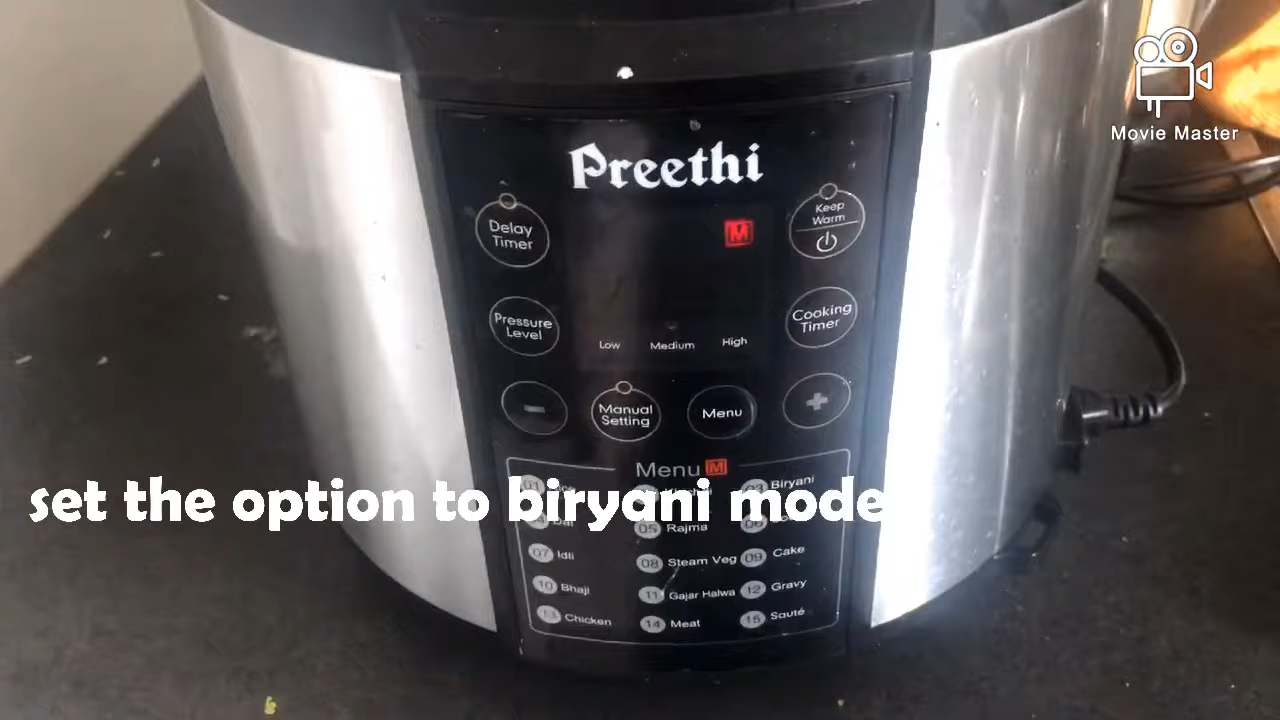 Movie Master
Preethi
Delay
Timer
M
Keep
Warm
Pressure
Level
Cooking
Timer
Low Medium High
- Manual
Setting Menu +
Menu M
01 03 Biryani
set the option to biryani mode
05 Rajma
07 Idli 08 Steam Veg 09 Cake
10 Bhaji 11 Gajar Halwa 12 Gravy
13 Chicken 14 Meat 15 Sauté